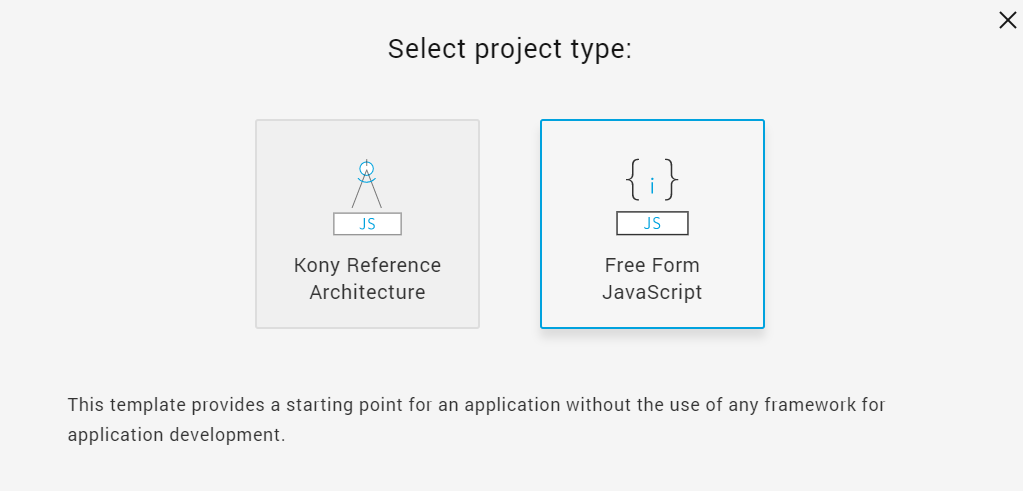 Select project type:
{ i }
JS
JS
Kony Reference
Architecture
Free Form
JavaScript
This template provides a starting point for an application without the use of any framework for
application development.